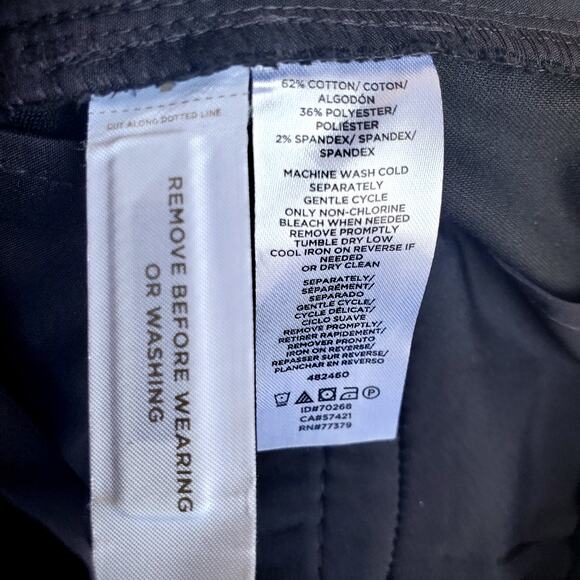 CUT ALONG DOTTED LINE
REMOVE BEFORE WEARING
OR WASHING
62% COTTON/ COTON/
ALGODÓN
36% POLYESTER/
POLIÉSTER
2% SPANDEX/ SPANDEX/
SPANDEX
MACHINE WASH COLD
SEPARATELY
GENTLE CYCLE
ONLY NON-CHLORINE
BLEACH WHEN NEEDED
REMOVE PROMPTLY
TUMBLE DRY LOW
COOL IRON ON REVERSE IF
NEEDED
OR DRY CLEAN
SEPARATELY/
SÉPARÉMENT/
SEPARADO
GENTLE CYCLE/
CYCLE DÉLICAT/
CICLO SUAVE
REMOVE PROMPTLY/
RETIRER RAPIDEMENT/
REMOVER PRONTO
IRON ON REVERSE/
REPASSER SUR REVERSE/
PLANCHAR EN REVERSO
482460
ID#70268
CA#57421
RN#77379